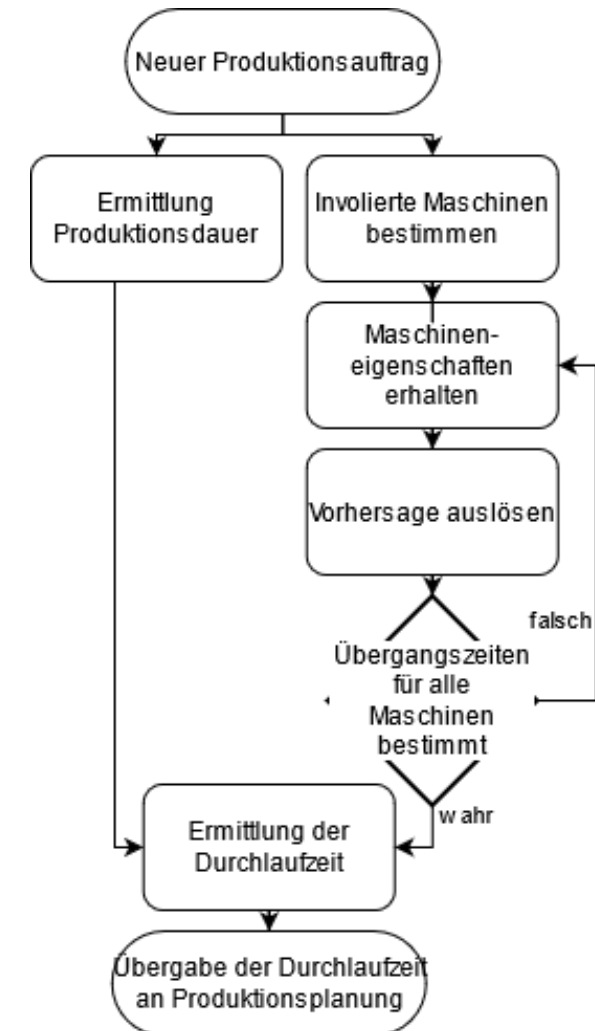 Neuer Produktionsauftrag
Ermittlung
Produktionsdauer
Involierte Maschinen
bestimmen
Maschinen-
eigenschaften
erhalten
Vorhersage auslösen
falsch
Übergangszeiten
für alle
Maschinen
bestimmt
wahr
Ermittlung der
Durchlaufzeit
Übergabe der Durchlaufzeit
an Produktionsplanung